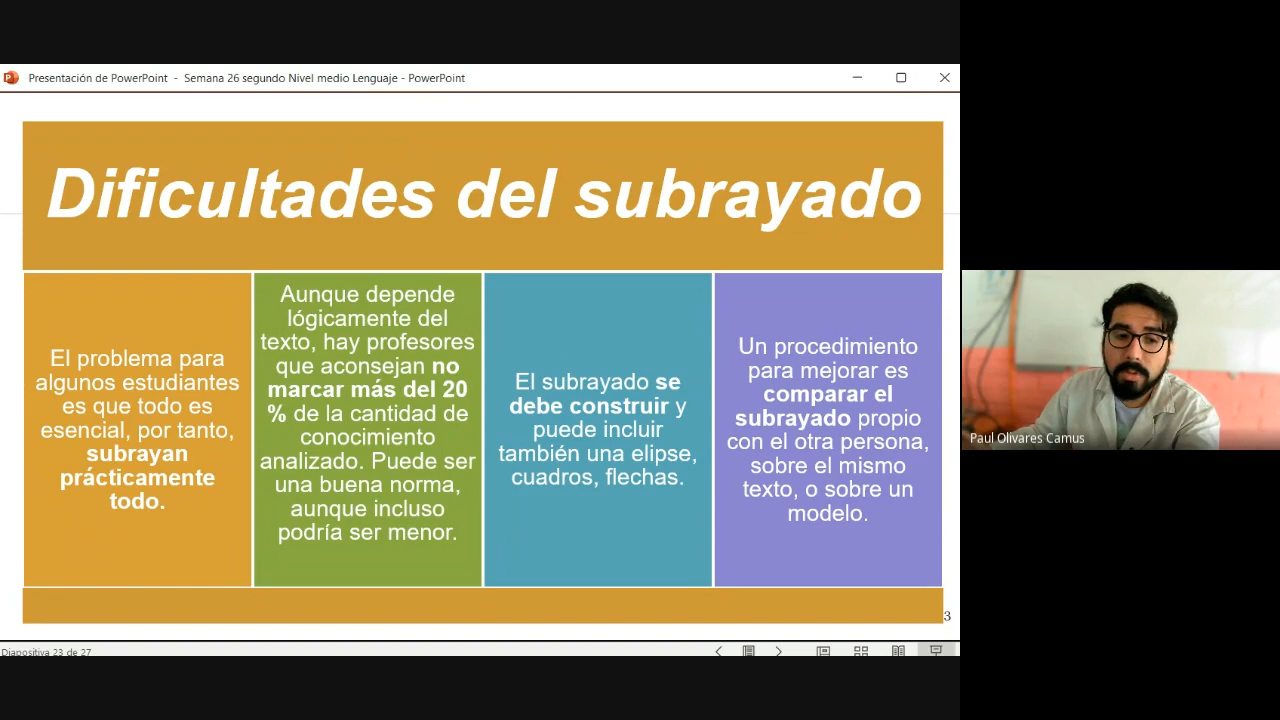 Presentación de PowerPoint - Semana 26 segundo Nivel medio Lenguaje - PowerPoint
Dificultades del subrayado
El problema para
algunos estudiantes
es que todo es
esencial, por tanto,
subrayan
prácticamente
todo.
Aunque depende
lógicamente del
texto, hay profesores
que aconsejan no
marcar más del 20
% de la cantidad de
conocimiento
analizado. Puede ser
una buena norma,
aunque incluso
podría ser menor.
El subrayado se
debe construir y
puede incluir
también una elipse,
cuadros, flechas.
Un procedimiento
para mejorar es
comparar el
subrayado propio
con el otra persona,
sobre el mismo
texto, o sobre un
modelo.
3
Diapositiva 23 de 27
Paul Olivares Camus